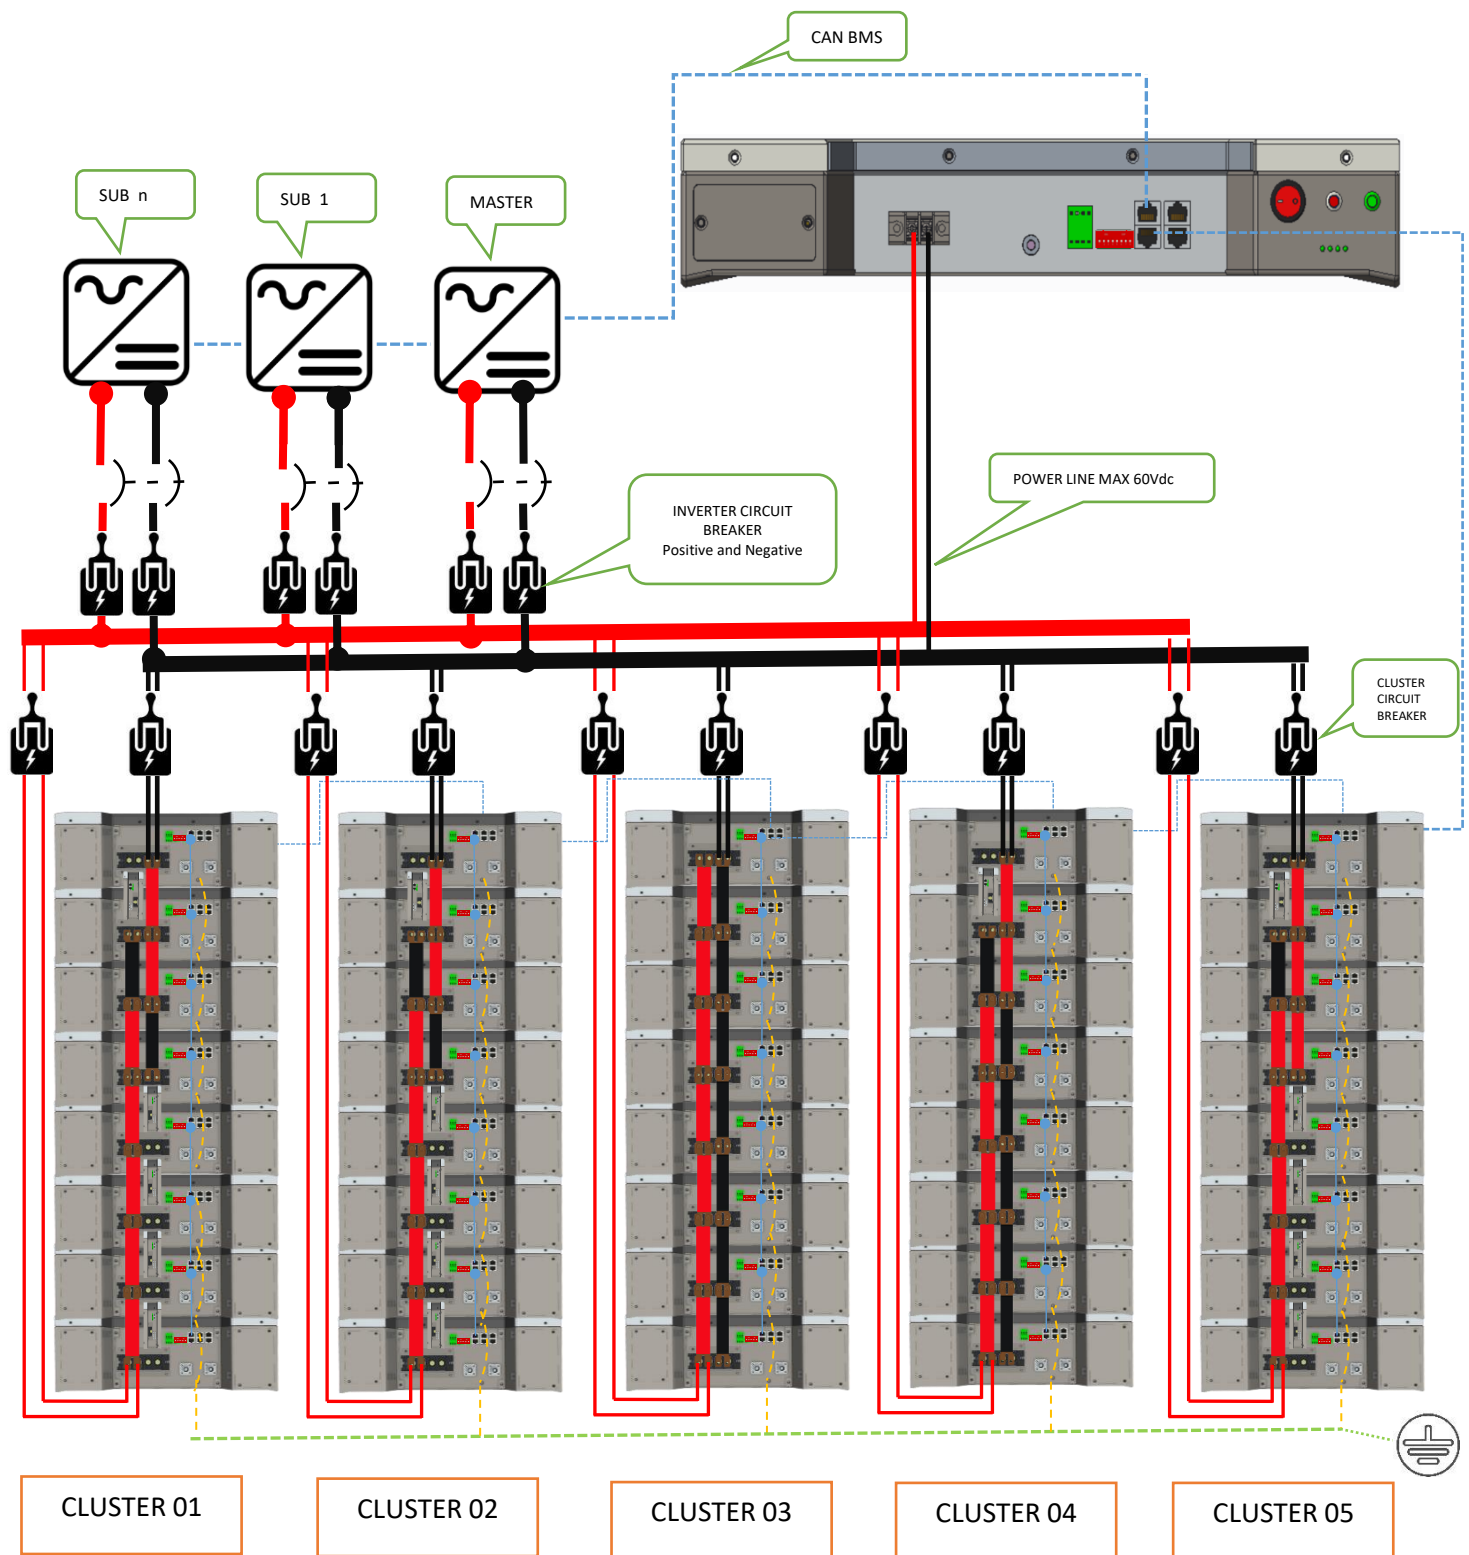 CAN BMS
SUB n
SUB 1
MASTER
INVERTER CIRCUIT
BREAKER
Positive and Negative
POWER LINE MAX 60Vdc
CLUSTER
CIRCUIT
BREAKER
CLUSTER 01
CLUSTER 02
CLUSTER 03
CLUSTER 04
CLUSTER 05